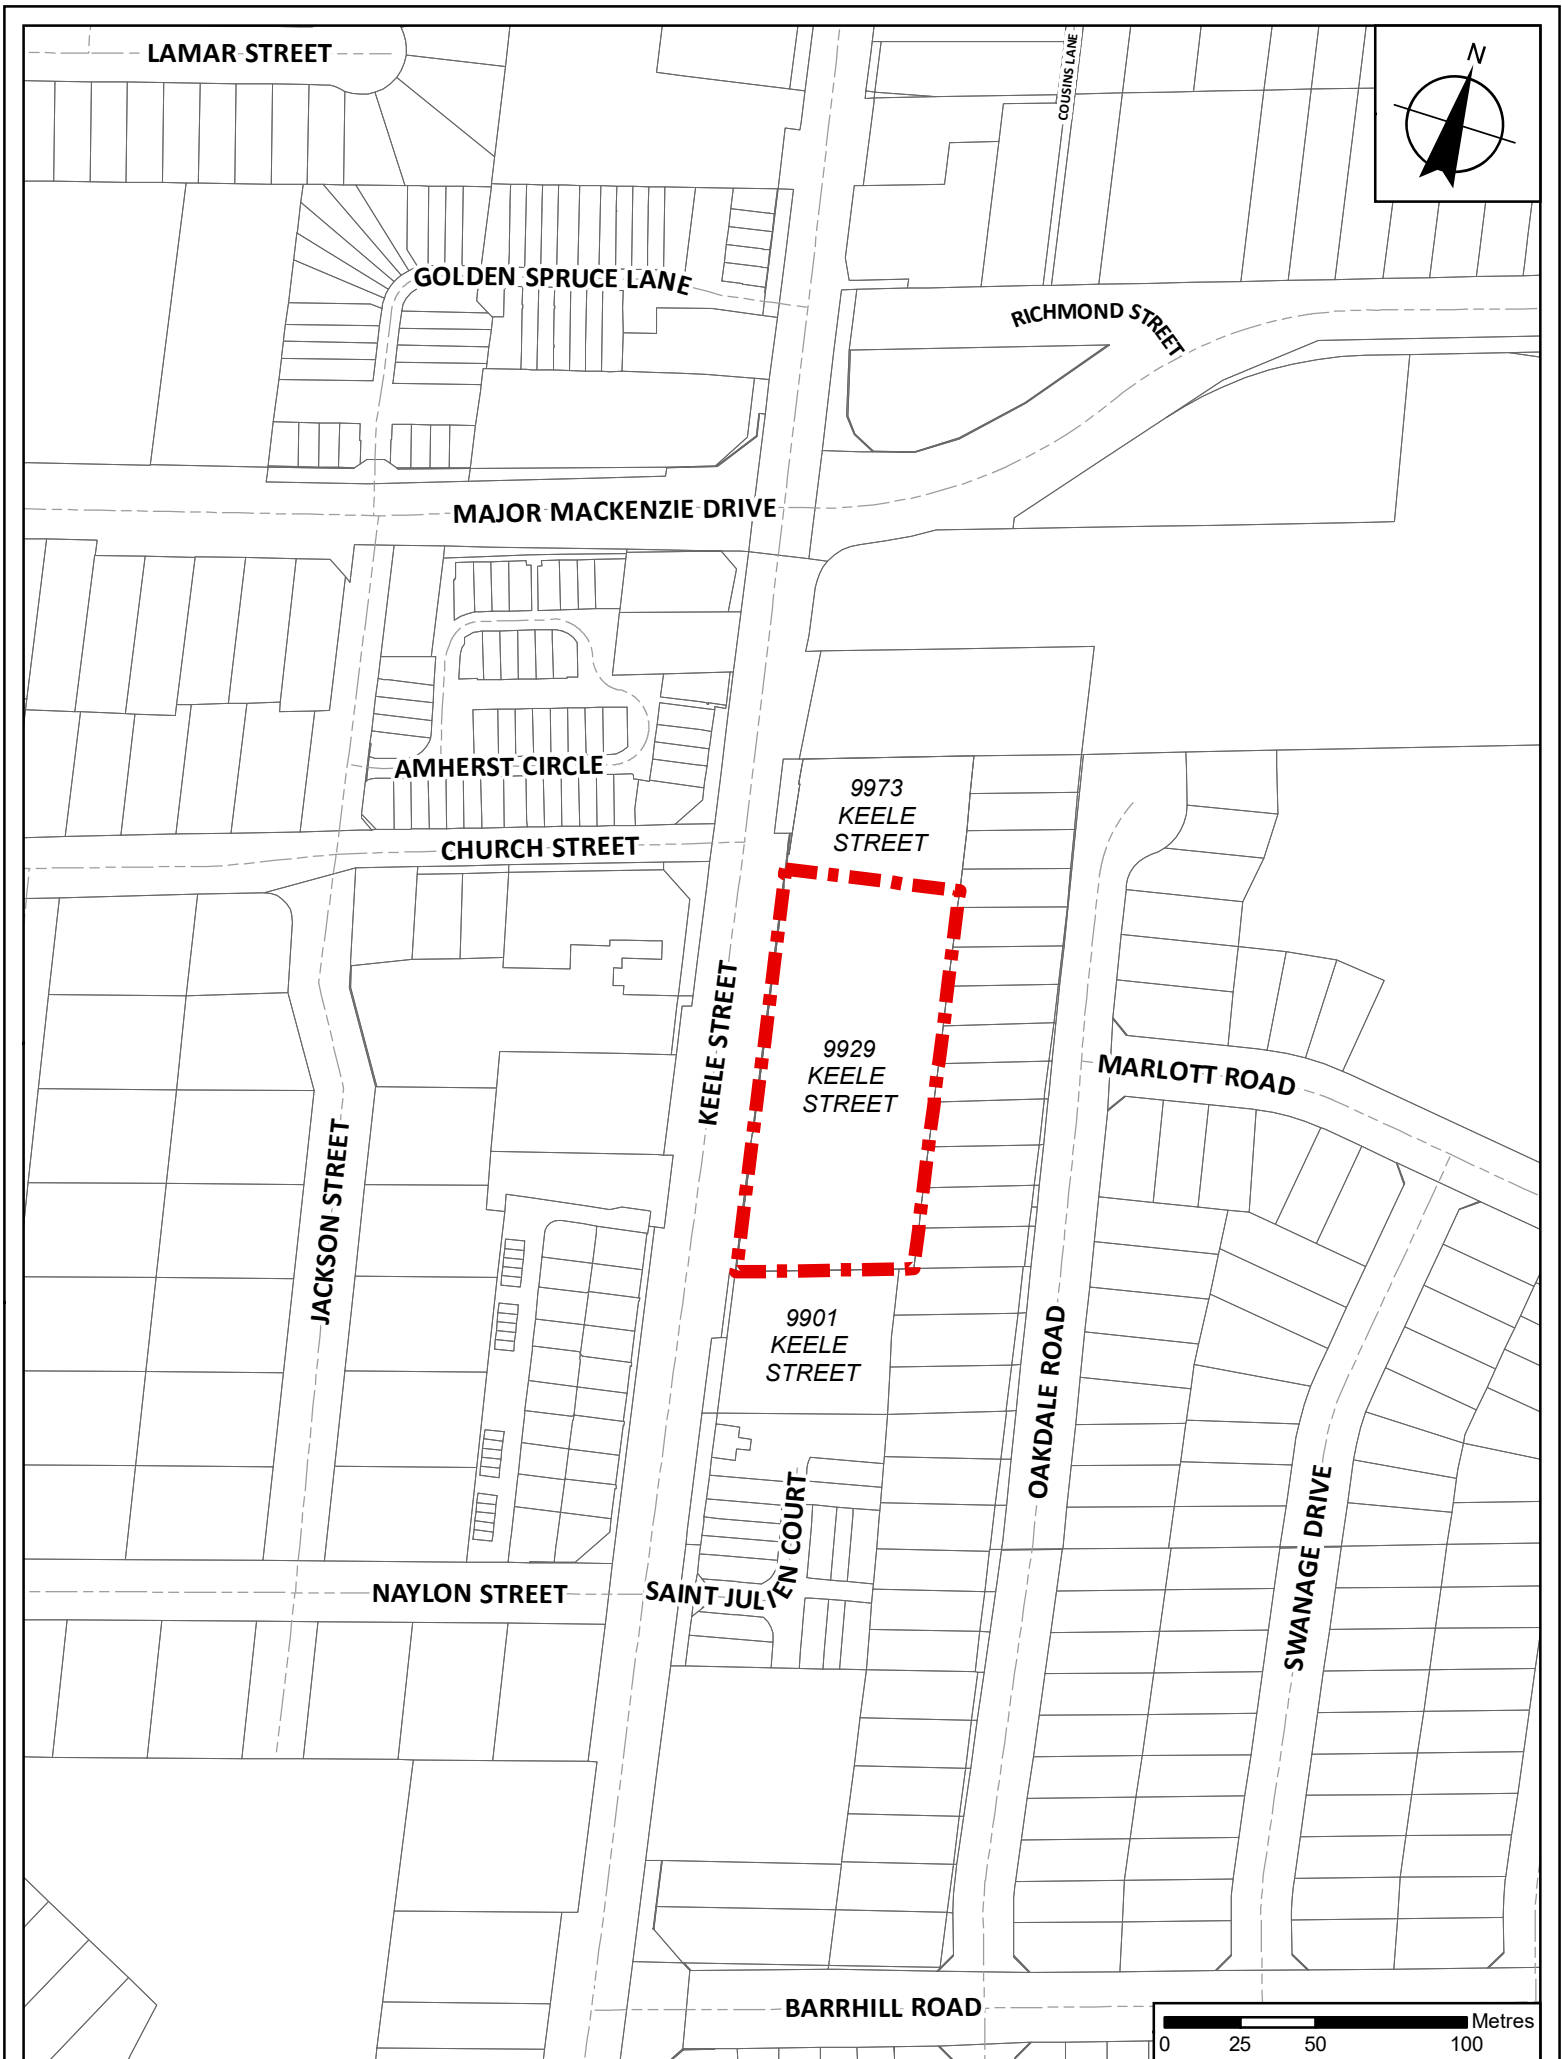 LAMAR STREET
COUSINS LANE
N
GOLDEN SPRUCE LANE
RICHMOND STREET
MAJOR MACKENZIE DRIVE
AMHERST CIRCLE
9973
KEELE
STREET
CHURCH STREET
KEELE STREET
9929
KEELE
STREET
MARLOTT ROAD
JACKSON STREET
9901
KEELE
STREET
OAKDALE ROAD
SWANAGE DRIVE
NAYLON STREET
SAINT JULIEN COURT
BARRHILL ROAD
Metres
0 25 50 100